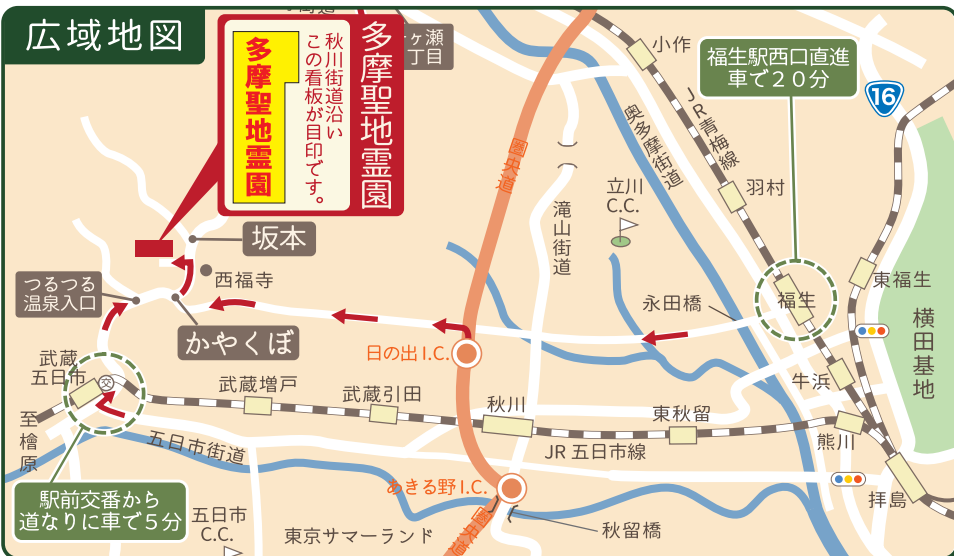 広域地図
多摩聖地霊園
秋川街道沿い
この看板が目印です。
多摩聖地霊園
ヶ瀬
丁目
小作
福生駅西口直進
車で20分
16
JR青梅線
奥多摩街道
圏央道
羽村
立川
C.C.
滝山街道
坂本
西福寺
つるつる
温泉入口
かやくぼ
永田橋
福生
東福生
横田基地
日の出I.C.
武蔵
五日市
交
武蔵増戸
武蔵引田
秋川
東秋留
牛浜
熊川
JR五日市線
至檜原
五日市街道
拝島
あきる野I.C.
駅前交番から
道なりに車で5分
五日市
C.C.
東京サマーランド
圏央道
秋留橋